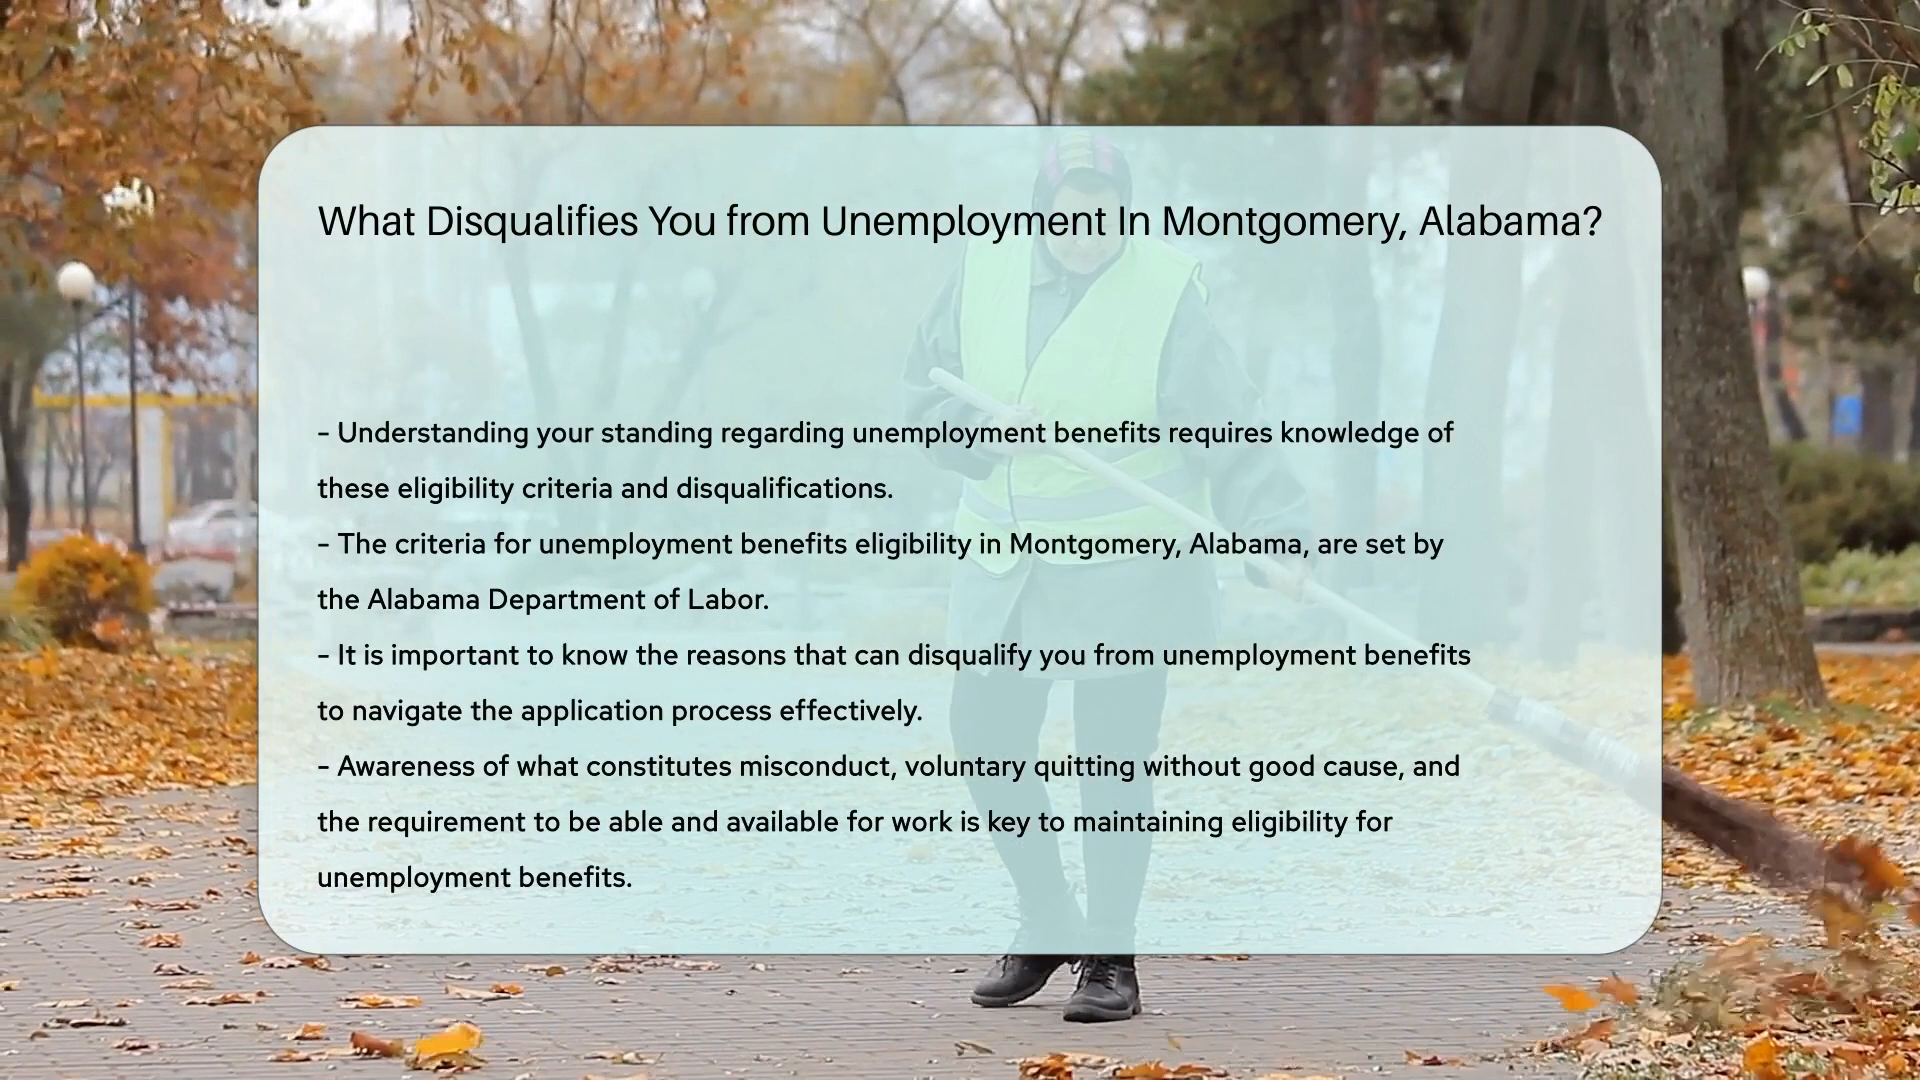 What Disqualifies You from Unemployment In Montgomery, Alabama?
- Understanding your standing regarding unemployment benefits requires knowledge of
these eligibility criteria and disqualifications.
- The criteria for unemployment benefits eligibility in Montgomery, Alabama, are set by
the Alabama Department of Labor.
- It is important to know the reasons that can disqualify you from unemployment benefits
to navigate the application process effectively.
- Awareness of what constitutes misconduct, voluntary quitting without good cause, and
the requirement to be able and available for work is key to maintaining eligibility for
unemployment benefits.